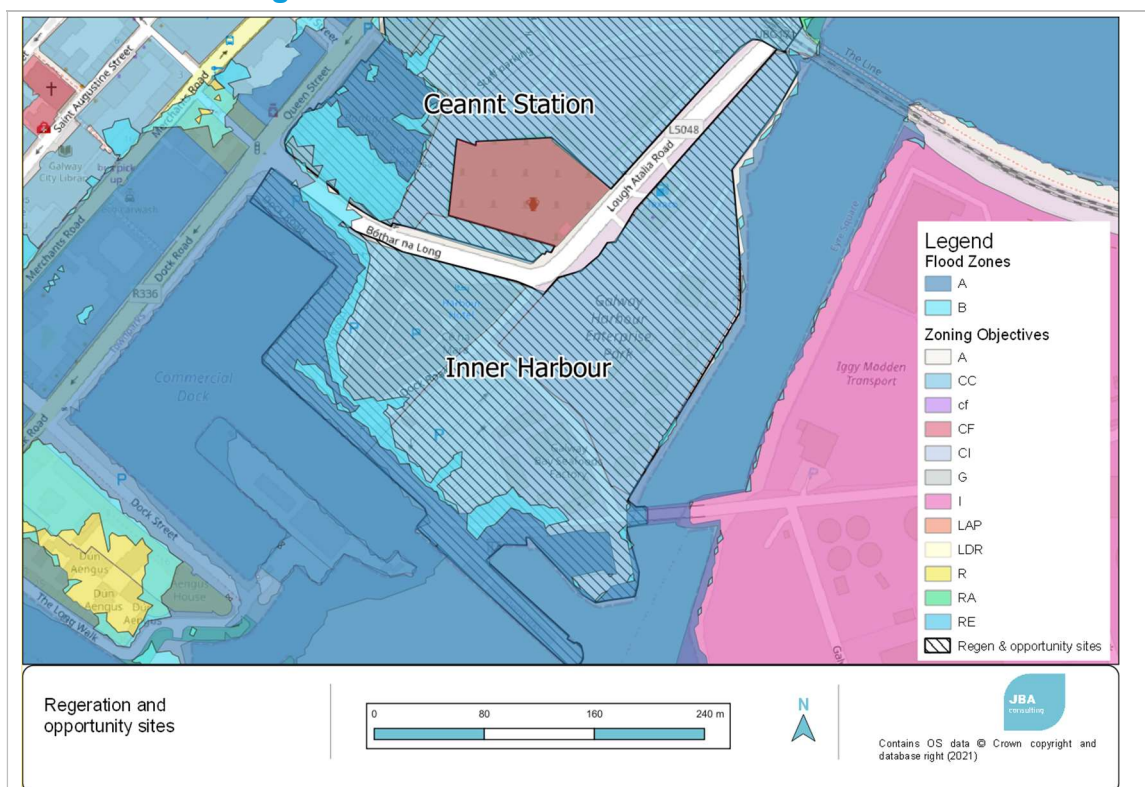 Saint Augustine Street
Merchants Road
Queen Street
P
staff parking
UBG171
The Line
Ceannt Station
L5048
Lough Atalia Road
Galway
City Library
Merchants Road
Dock Road
Bóthar na Long
R336
P
P
Galway
Harbour
Enterprise
Park
Inner Harbour
Commercial
Dock
Iggy Madden
Transport
P
P
P
Dock Street
Dun
Aengus
Dun
Aengus
Aengus
House
The Long Walk
Legend
Flood Zones
A
B
Zoning Objectives
A
CC
cf
CF
CI
G
I
LAP
LDR
R
RA
RE
Regen & opportunity sites
Regeration and
opportunity sites
0 80 160 240 m
N
JBA
consulting
Contains OS data © Crown copyright and
database right (2021)